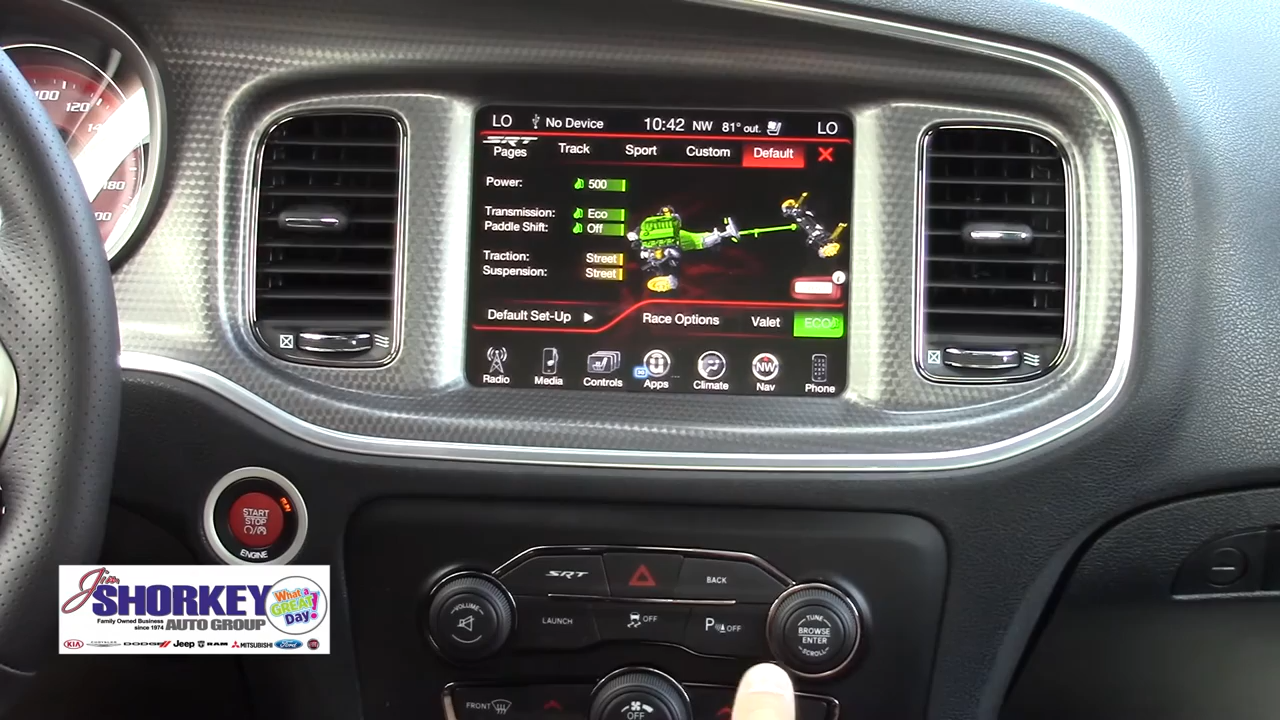 100
120
180
LO No Device 10:42 NW 81° out. LO
SRT
Pages Track Sport Custom Default X
Power: 500
Transmission: Eco
Paddle Shift: Off
Traction: Street
Suspension: Street
Default Set-Up Race Options Valet ECO
Radio Media Controls Apps Climate NW Nav Phone
START
STOP
ENGINE
RUN
SRT BACK
VOLUME LAUNCH OFF P OFF
TUNE
BROWSE
ENTER
SCROLL
FRONT OFF
Jim
SHORKEY
AUTO GROUP
Family Owned Business
since 1974
What a
GREAT
Day!
KIA CHRYSLER DODGE Jeep RAM MITSUBISHI Ford FIAT